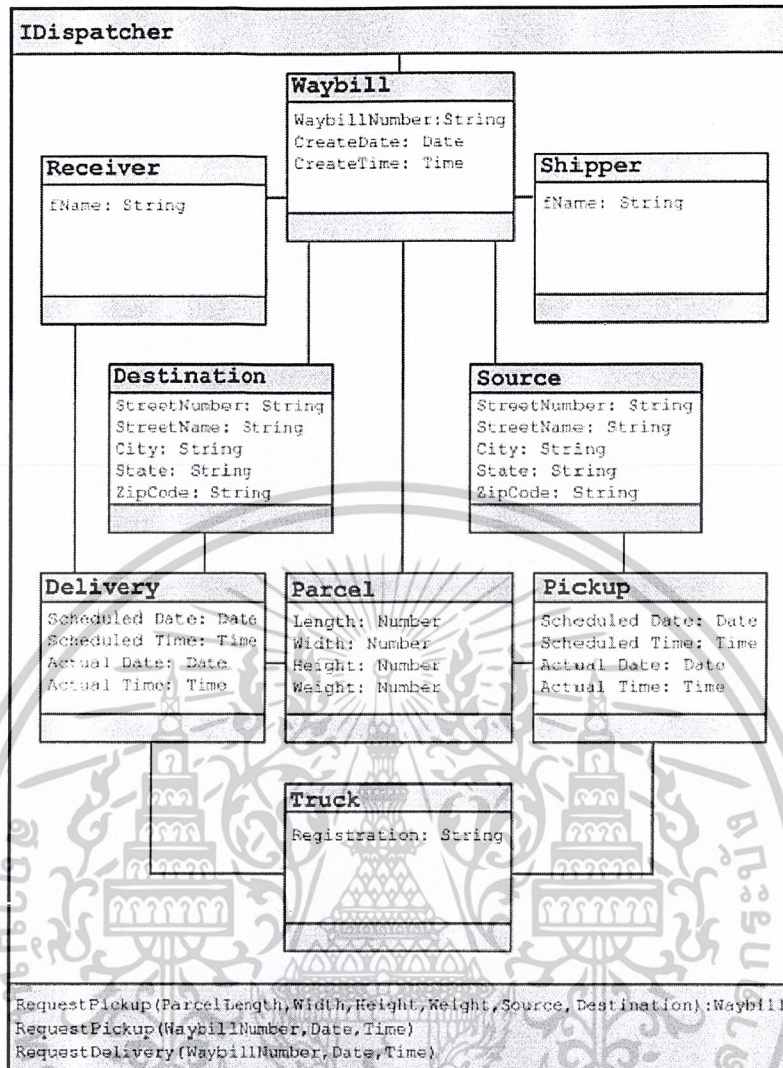 IDispatcher
Waybill
WaybillNumber:String
CreateDate: Date
CreateTime: Time
Receiver
fName: String
Shipper
fName: String
Destination
StreetNumber: String
StreetName: String
City: String
State: String
ZipCode: String
Source
StreetNumber: String
StreetName: String
City: String
State: String
ZipCode: String
Delivery
Scheduled Date: Date
Scheduled Time: Time
Actual Date: Date
Actual Time: Time
Parcel
Length: Number
Width: Number
Height: Number
Weight: Number
Pickup
Scheduled Date: Date
Scheduled Time: Time
Actual Date: Date
Actual Time: Time
Truck
Registration: String
RequestPickup(ParcelLength,Width,Height,Weight,Source,Destination):Waybill
RequestPickup(WaybillNumber,Date,Time)
RequestDelivery(WaybillNumber,Date,Time)